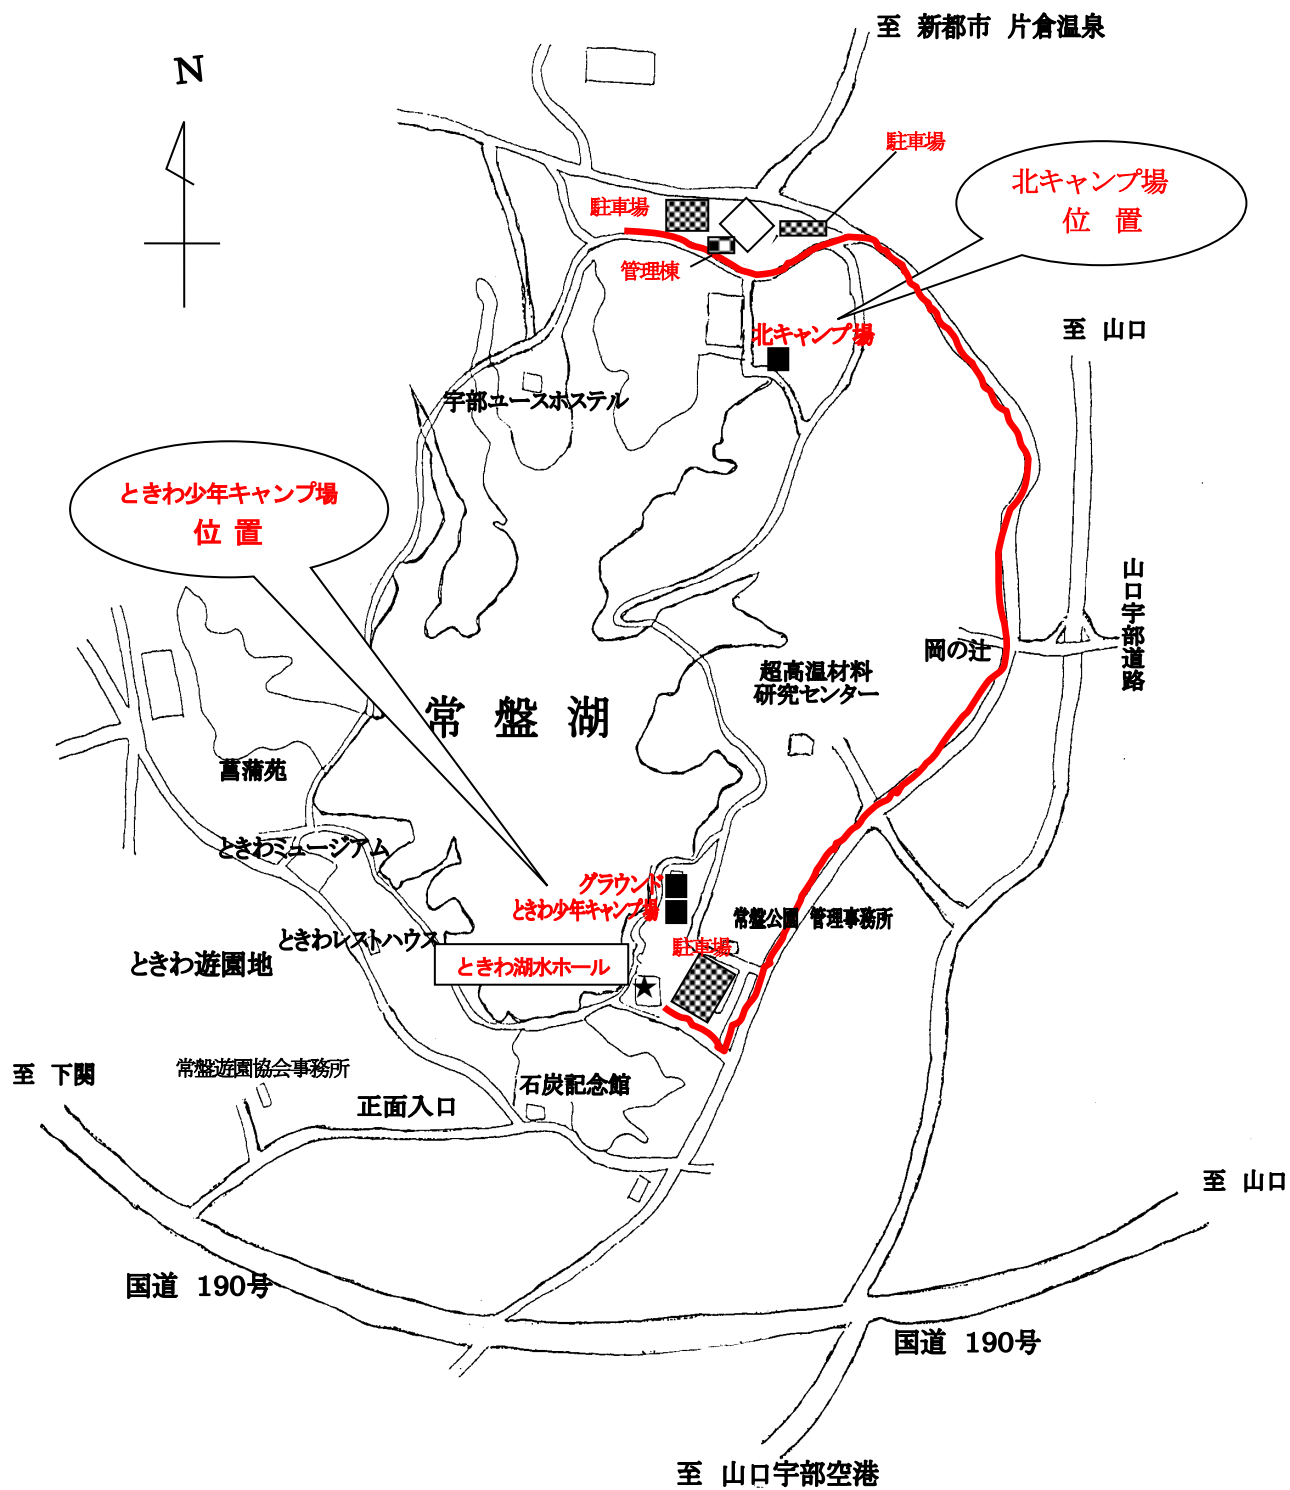 至 新都市 片倉温泉
N
駐車場
北キャンプ場
位 置
駐車場
管理棟
至 山口
北キャンプ場
宇部ユースホステル
ときわ少年キャンプ場
位 置
山口宇部道路
岡の辻
超高温材料
研究センター
常 盤 湖
菖蒲苑
ときわミュージアム
グラウンド
ときわ少年キャンプ場
常盤公園 管理事務所
ときわレストハウス
駐車場
ときわ遊園地
ときわ湖水ホール
至 下関
常盤遊園協会事務所
石炭記念館
正面入口
至 山口
国道 190号
国道 190号
至 山口宇部空港